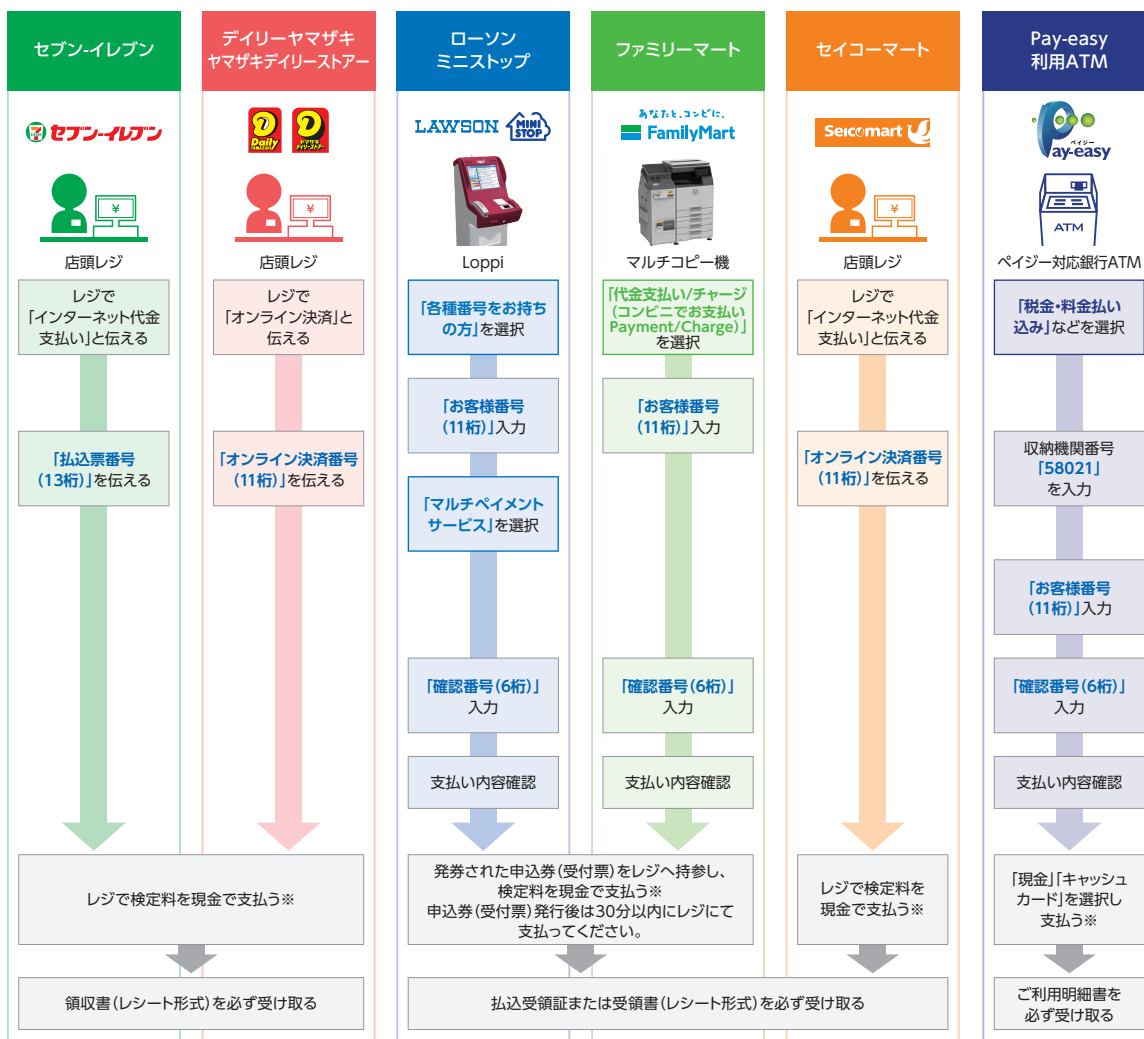 セブン-イレブン
セブン-イレブン
¥
店頭レジ
レジで
「インターネット代金
支払い」と伝える
「払込票番号
(13桁)」を伝える
デイリーヤマザキ
ヤマザキデイリーストアー
Daily
YAMAZAKI
ヤマザキ
デイリーストアー
¥
店頭レジ
レジで
「オンライン決済」と
伝える
「オンライン決済番号
(11桁)」を伝える
レジで検定料を現金で支払う※
領収書(レシート形式)を必ず受け取る
ローソン
ミニストップ
LAWSON
MINI
STOP
Loppi
「各種番号をお持ち
の方」を選択
「お客様番号
(11桁)」入力
「マルチペイメント
サービス」を選択
「確認番号(6桁)」
入力
支払い内容確認
ファミリーマート
あなたと、コンビに、
FamilyMart
マルチコピー機
「代金支払い/チャージ
(コンビニでお支払い
Payment/Charge)」
を選択
「お客様番号
(11桁)」入力
「確認番号(6桁)」
入力
支払い内容確認
発券された申込券(受付票)をレジへ持参し、
検定料を現金で支払う※
申込券(受付票)発行後は30分以内にレジにて
支払ってください。
セイコーマート
Seicomart
¥
店頭レジ
レジで
「インターネット代金
支払い」と伝える
「オンライン決済番号
(11桁)」を伝える
レジで検定料を
現金で支払う※
払込受領証または受領書(レシート形式)を必ず受け取る
Pay-easy
利用ATM
ペイジー
Pay-easy
ATM
ペイジー対応銀行ATM
「税金・料金払い
込み」などを選択
収納機関番号
「58021」
を入力
「お客様番号
(11桁)」入力
「確認番号(6桁)」
入力
支払い内容確認
「現金」「キャッシュ
カード」を選択し
支払う※
ご利用明細書を
必ず受け取る